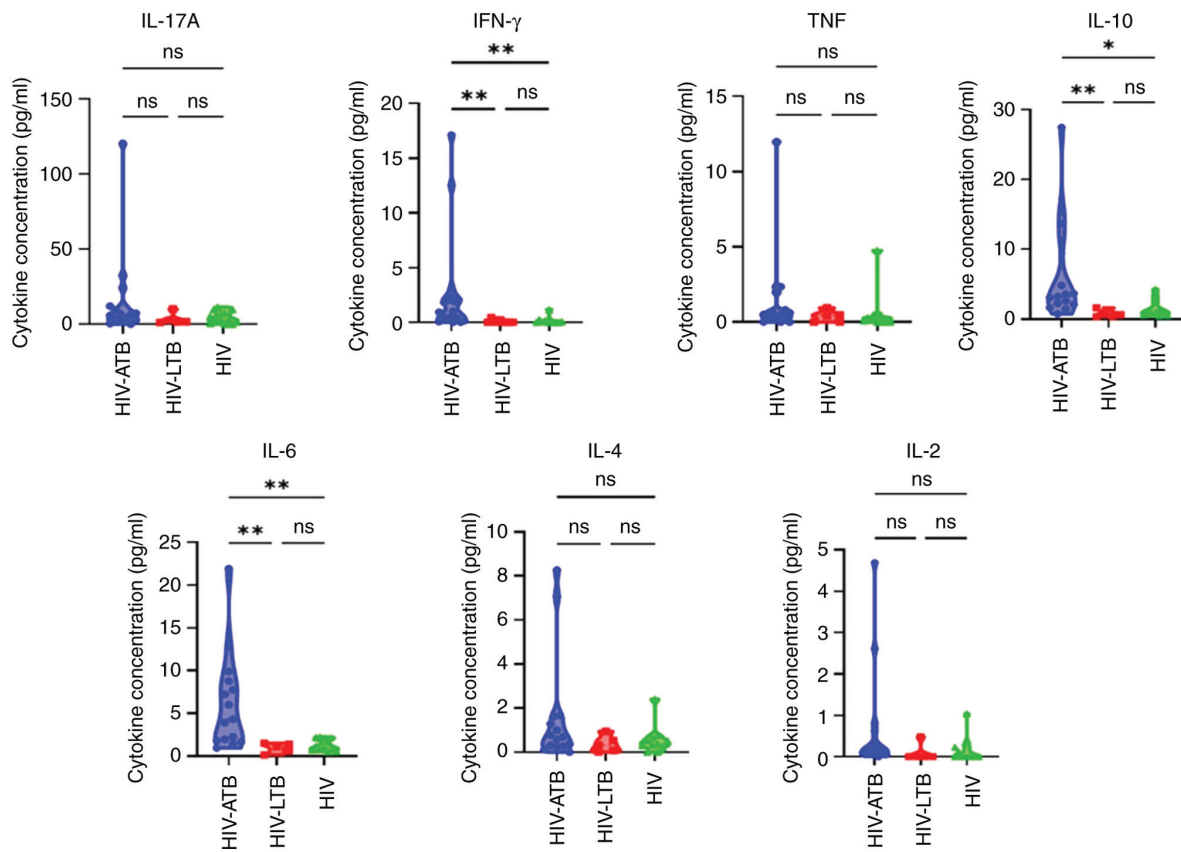 IL-17A
ns
ns
ns
Cytokine concentration (pg/ml)
150
100
50
0
HIV-ATB
HIV-LTB
HIV
IFN-γ
**
**
ns
Cytokine concentration (pg/ml)
20
15
10
5
0
HIV-ATB
HIV-LTB
HIV
TNF
ns
ns
ns
Cytokine concentration (pg/ml)
15
10
5
0
HIV-ATB
HIV-LTB
HIV
IL-10
*
**
ns
Cytokine concentration (pg/ml)
30
20
10
0
HIV-ATB
HIV-LTB
HIV
IL-6
**
**
ns
Cytokine concentration (pg/ml)
25
20
15
10
5
0
HIV-ATB
HIV-LTB
HIV
IL-4
ns
ns
ns
Cytokine concentration (pg/ml)
10
8
6
4
2
0
HIV-ATB
HIV-LTB
HIV
IL-2
ns
ns
ns
Cytokine concentration (pg/ml)
5
4
3
2
1
0
HIV-ATB
HIV-LTB
HIV